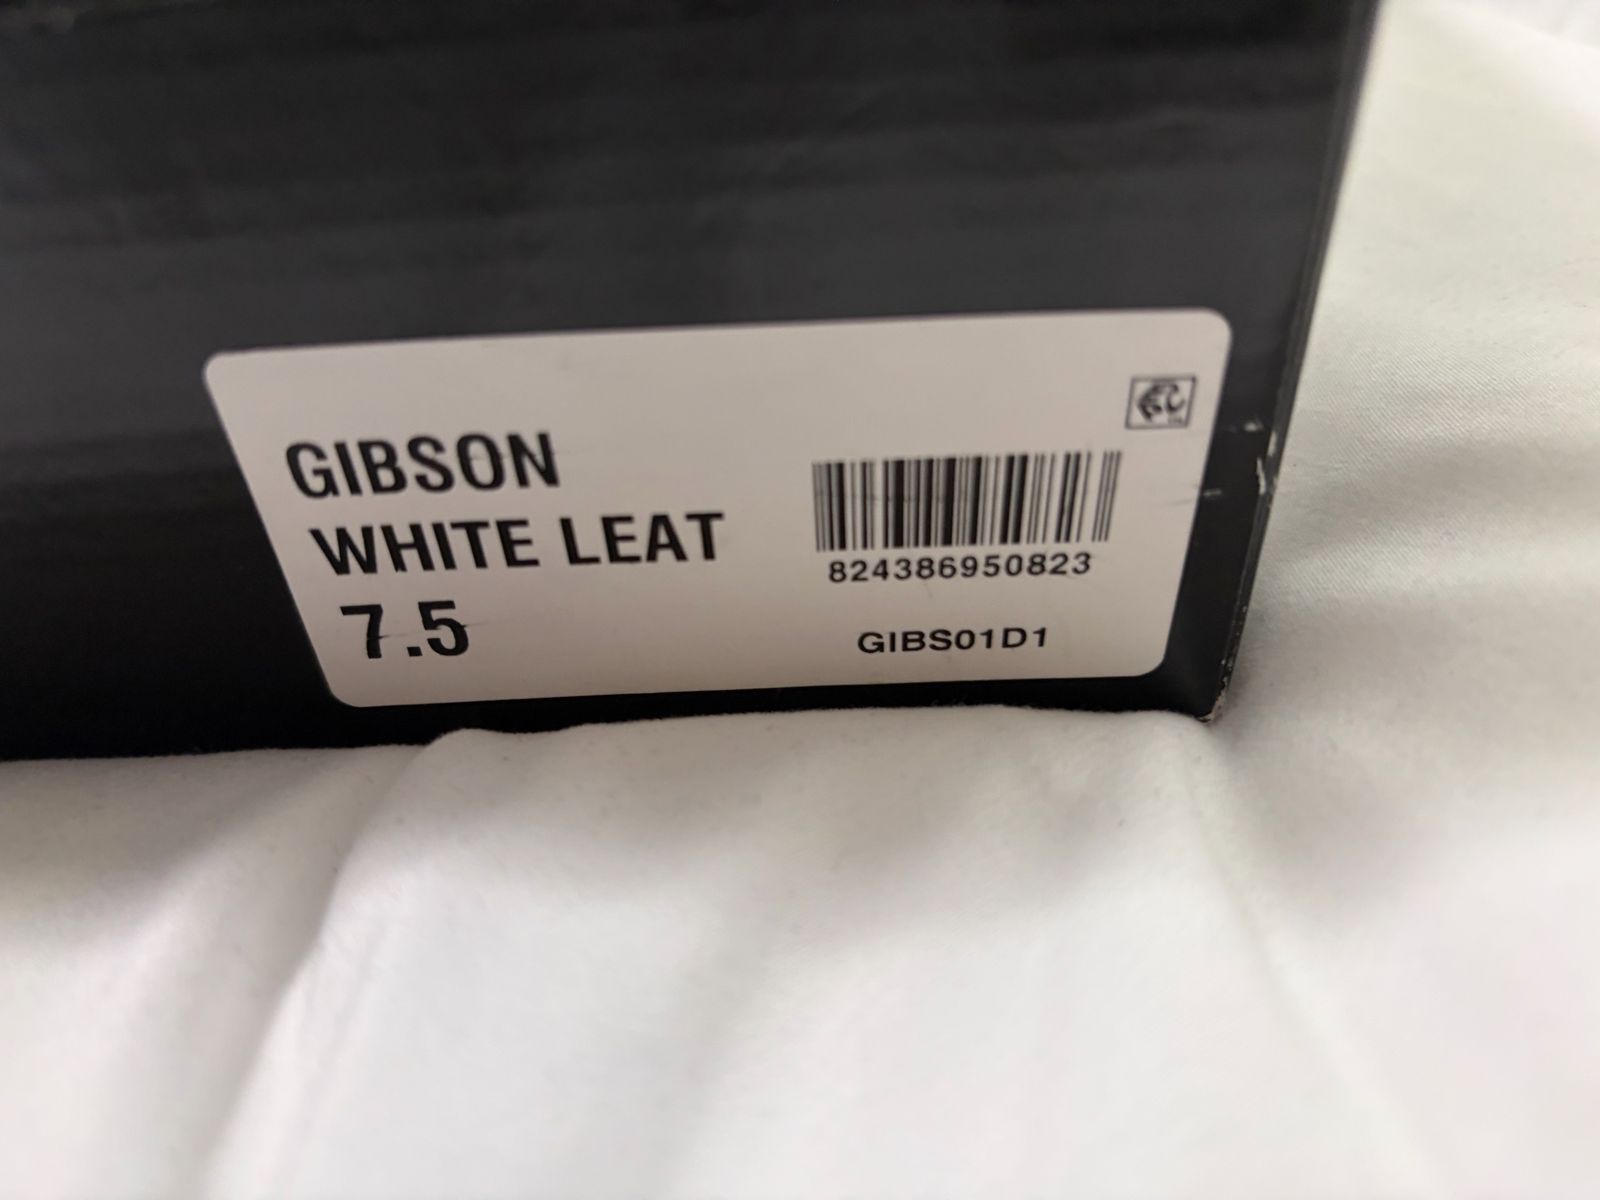 GIBSON
WHITE LEAT
7.5
824386950823
GIBS01D1